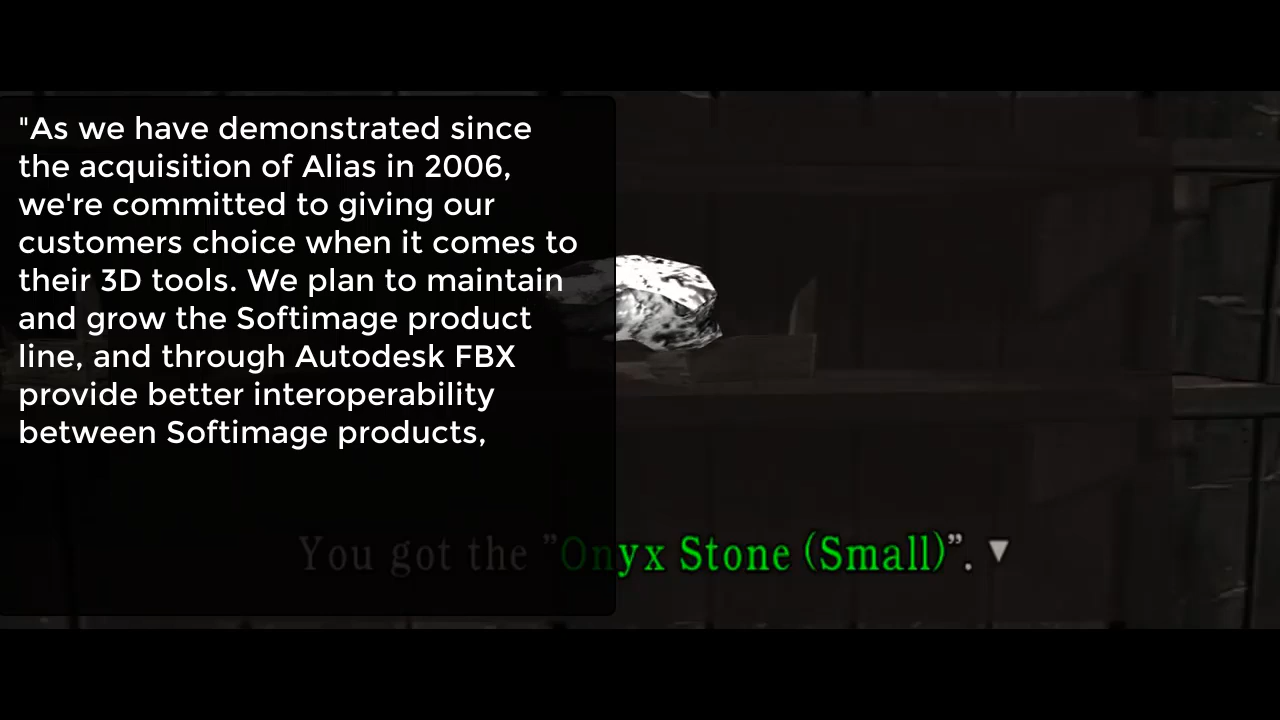 "As we have demonstrated since
the acquisition of Alias in 2006,
we're committed to giving our
customers choice when it comes to
their 3D tools. We plan to maintain
and grow the Softimage product
line, and through Autodesk FBX
provide better interoperability
between Softimage products,
You got the ”Onyx Stone (Small)”. ▼